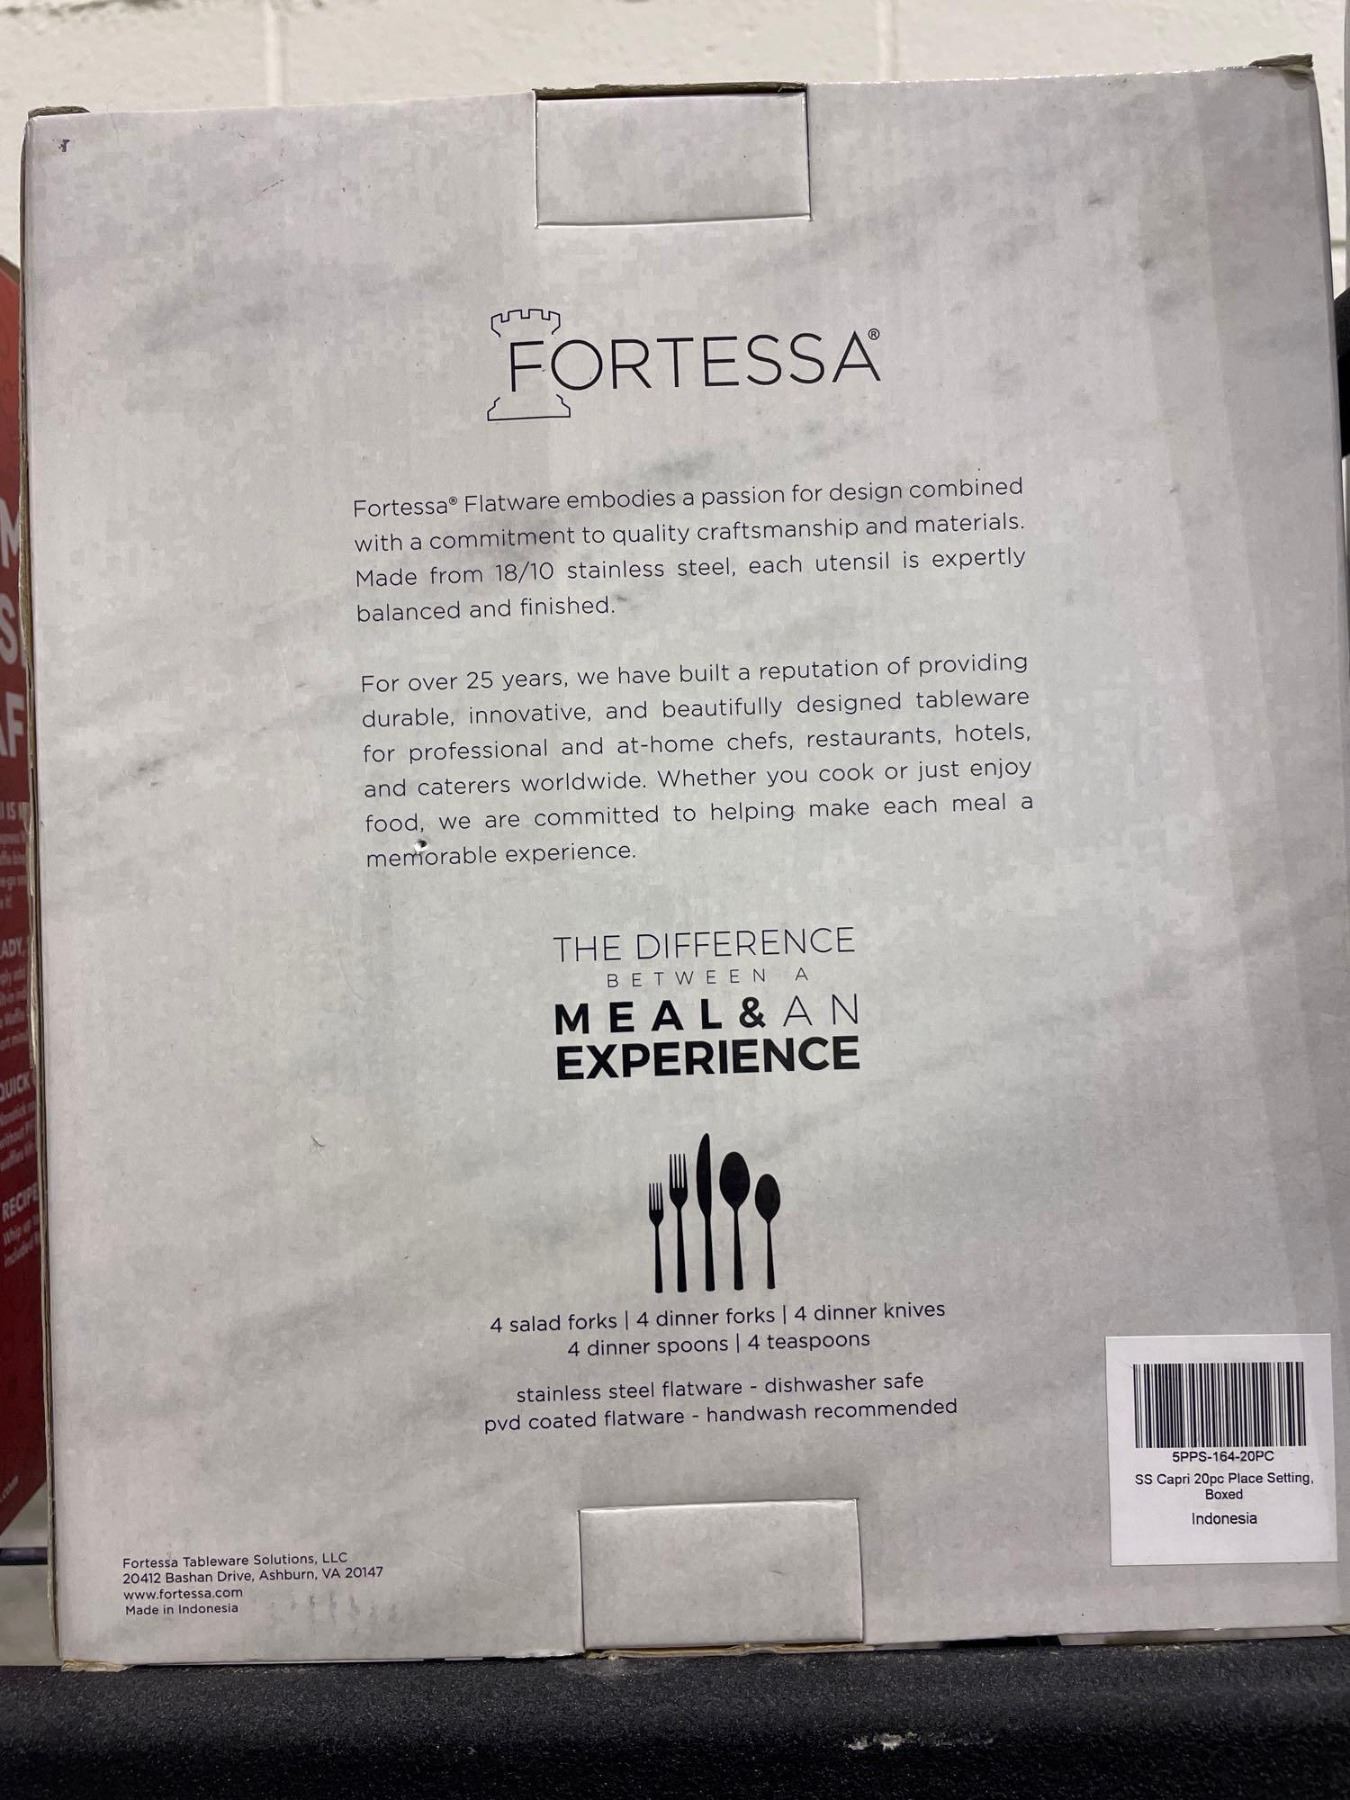 FORTESSA®
Fortessa® Flatware embodies a passion for design combined
with a commitment to quality craftsmanship and materials.
Made from 18/10 stainless steel, each utensil is expertly
balanced and finished.
For over 25 years, we have built a reputation of providing
durable, innovative, and beautifully designed tableware
for professional and at-home chefs, restaurants, hotels,
and caterers worldwide. Whether you cook or just enjoy
food, we are committed to helping make each meal a
memorable experience.
THE DIFFERENCE
BETWEEN A
MEAL & AN
EXPERIENCE
4 salad forks | 4 dinner forks | 4 dinner knives
4 dinner spoons | 4 teaspoons
stainless steel flatware - dishwasher safe
pvd coated flatware - handwash recommended
5PPS-164-20PC
SS Capri 20pc Place Setting,
Boxed
Indonesia
Fortessa Tableware Solutions, LLC
20412 Bashan Drive, Ashburn, VA 20147
www.fortessa.com
Made in Indonesia
QUICK
RECIPE